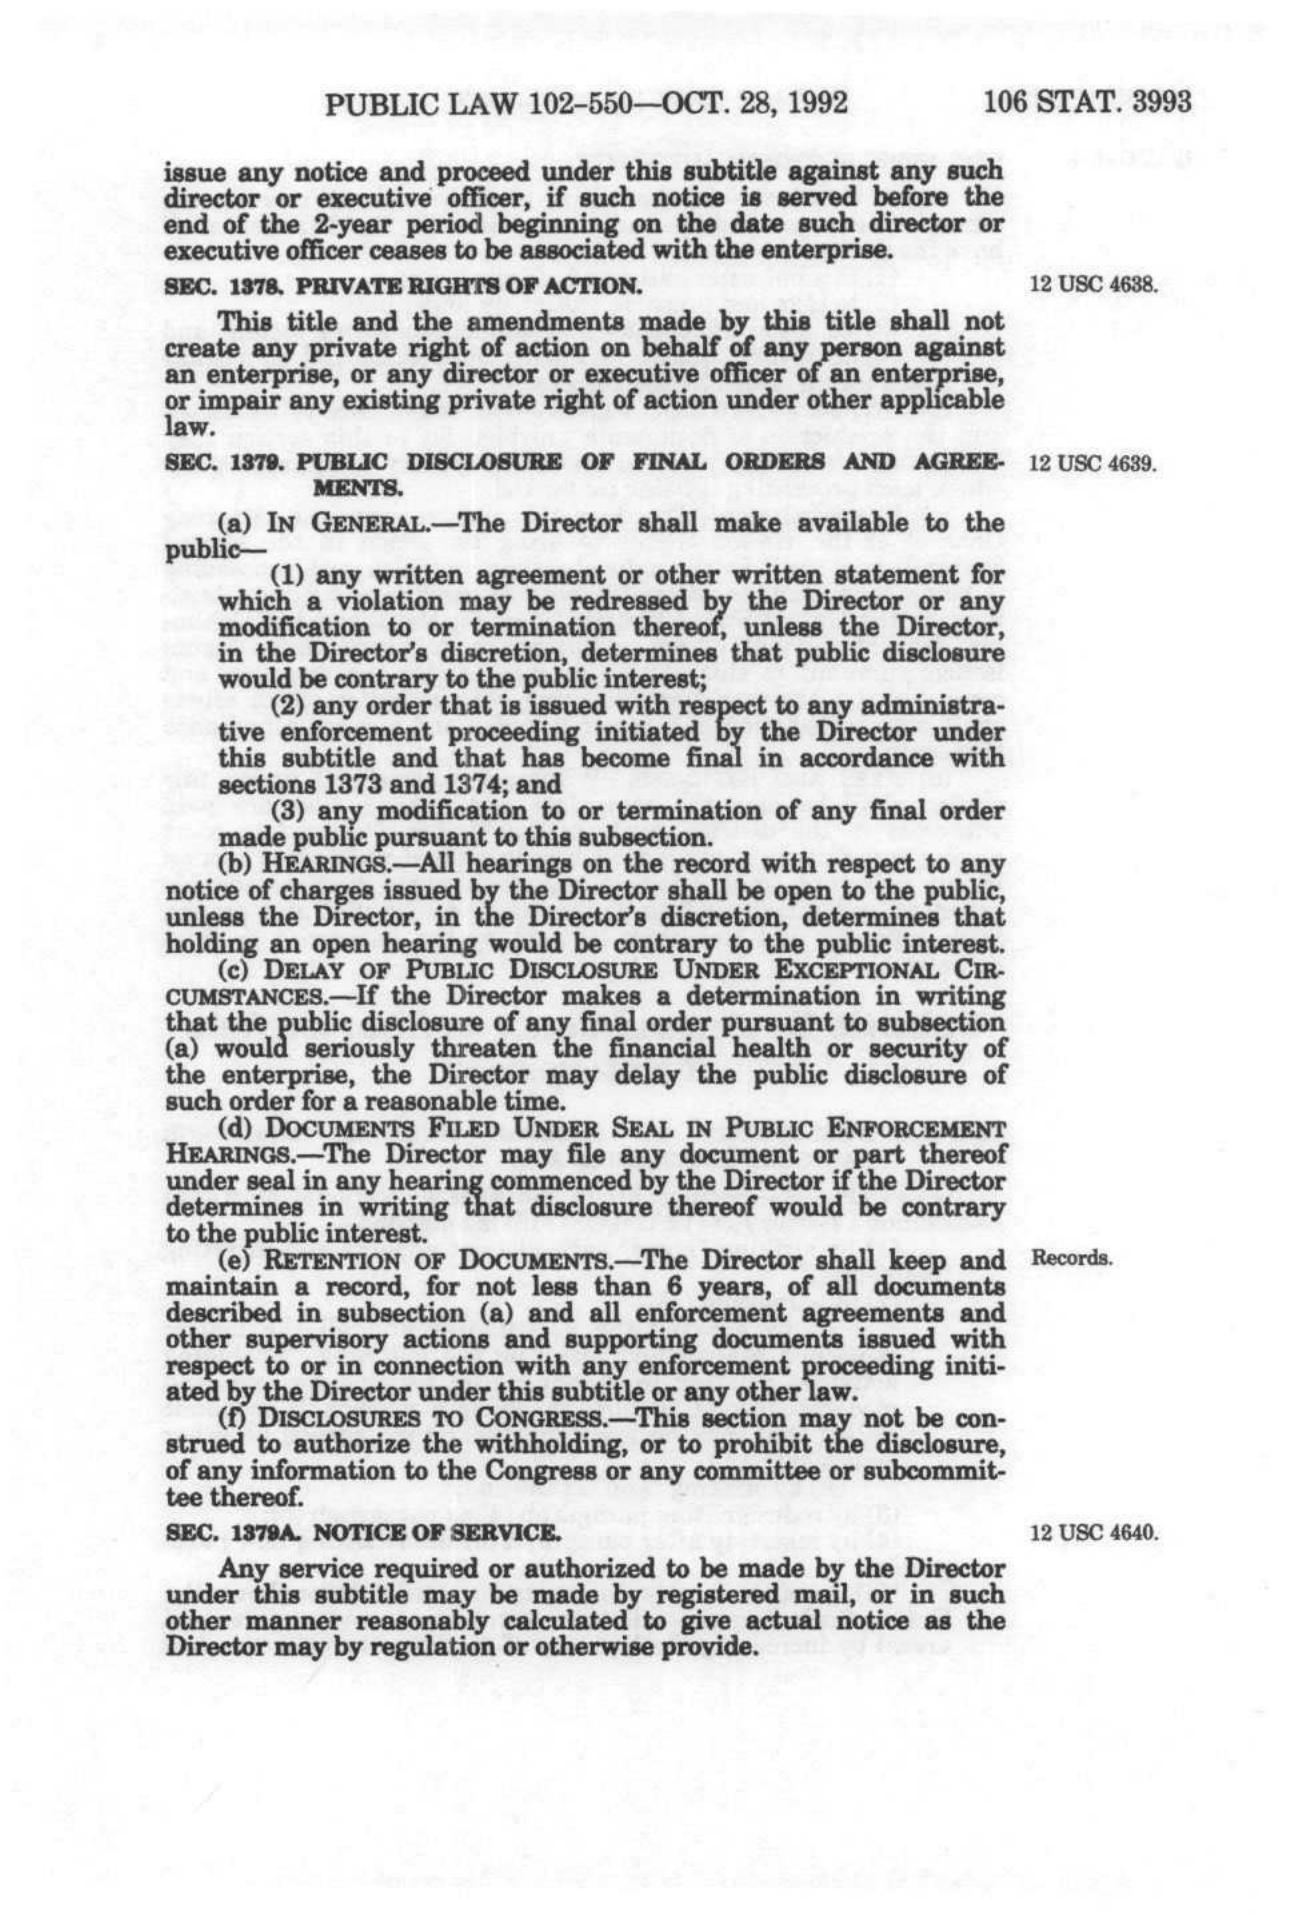 PUBLIC LAW 102–550—OCT. 28, 1992 106 STAT. 3993
issue any notice and proceed under this subtitle against any such
director or executive officer, if such notice is served before the
end of the 2-year period beginning on the date such director or
executive officer ceases to be associated with the enterprise.
SEC. 1378. PRIVATE RIGHTS OF ACTION. 12 USC 4638.
This title and the amendments made by this title shall not
create any private right of action on behalf of any person against
an enterprise, or any director or executive officer of an enterprise,
or impair any existing private right of action under other applicable
law.
SEC. 1379. PUBLIC DISCLOSURE OF FINAL ORDERS AND AGREE- 12 USC 4639.
MENTS.
(a) IN GENERAL.—The Director shall make available to the
public—
(1) any written agreement or other written statement for
which a violation may be redressed by the Director or any
modification to or termination thereof, unless the Director,
in the Director's discretion, determines that public disclosure
would be contrary to the public interest;
(2) any order that is issued with respect to any administra-
tive enforcement proceeding initiated by the Director under
this subtitle and that has become final in accordance with
sections 1373 and 1374; and
(3) any modification to or termination of any final order
made public pursuant to this subsection.
(b) HEARINGS.—All hearings on the record with respect to any
notice of charges issued by the Director shall be open to the public,
unless the Director, in the Director's discretion, determines that
holding an open hearing would be contrary to the public interest.
(c) DELAY OF PUBLIC DISCLOSURE UNDER EXCEPTIONAL CIR-
CUMSTANCES.—If the Director makes a determination in writing
that the public disclosure of any final order pursuant to subsection
(a) would seriously threaten the financial health or security of
the enterprise, the Director may delay the public disclosure of
such order for a reasonable time.
(d) DOCUMENTS FILED UNDER SEAL IN PUBLIC ENFORCEMENT
HEARINGS.—The Director may file any document or part thereof
under seal in any hearing commenced by the Director if the Director
determines in writing that disclosure thereof would be contrary
to the public interest.
(e) RETENTION OF DOCUMENTS.—The Director shall keep and Records.
maintain a record, for not less than 6 years, of all documents
described in subsection (a) and all enforcement agreements and
other supervisory actions and supporting documents issued with
respect to or in connection with any enforcement proceeding initi-
ated by the Director under this subtitle or any other law.
(f) DISCLOSURES TO CONGRESS.—This section may not be con-
strued to authorize the withholding, or to prohibit the disclosure,
of any information to the Congress or any committee or subcommit-
tee thereof.
SEC. 1379A. NOTICE OF SERVICE. 12 USC 4640.
Any service required or authorized to be made by the Director
under this subtitle may be made by registered mail, or in such
other manner reasonably calculated to give actual notice as the
Director may by regulation or otherwise provide.